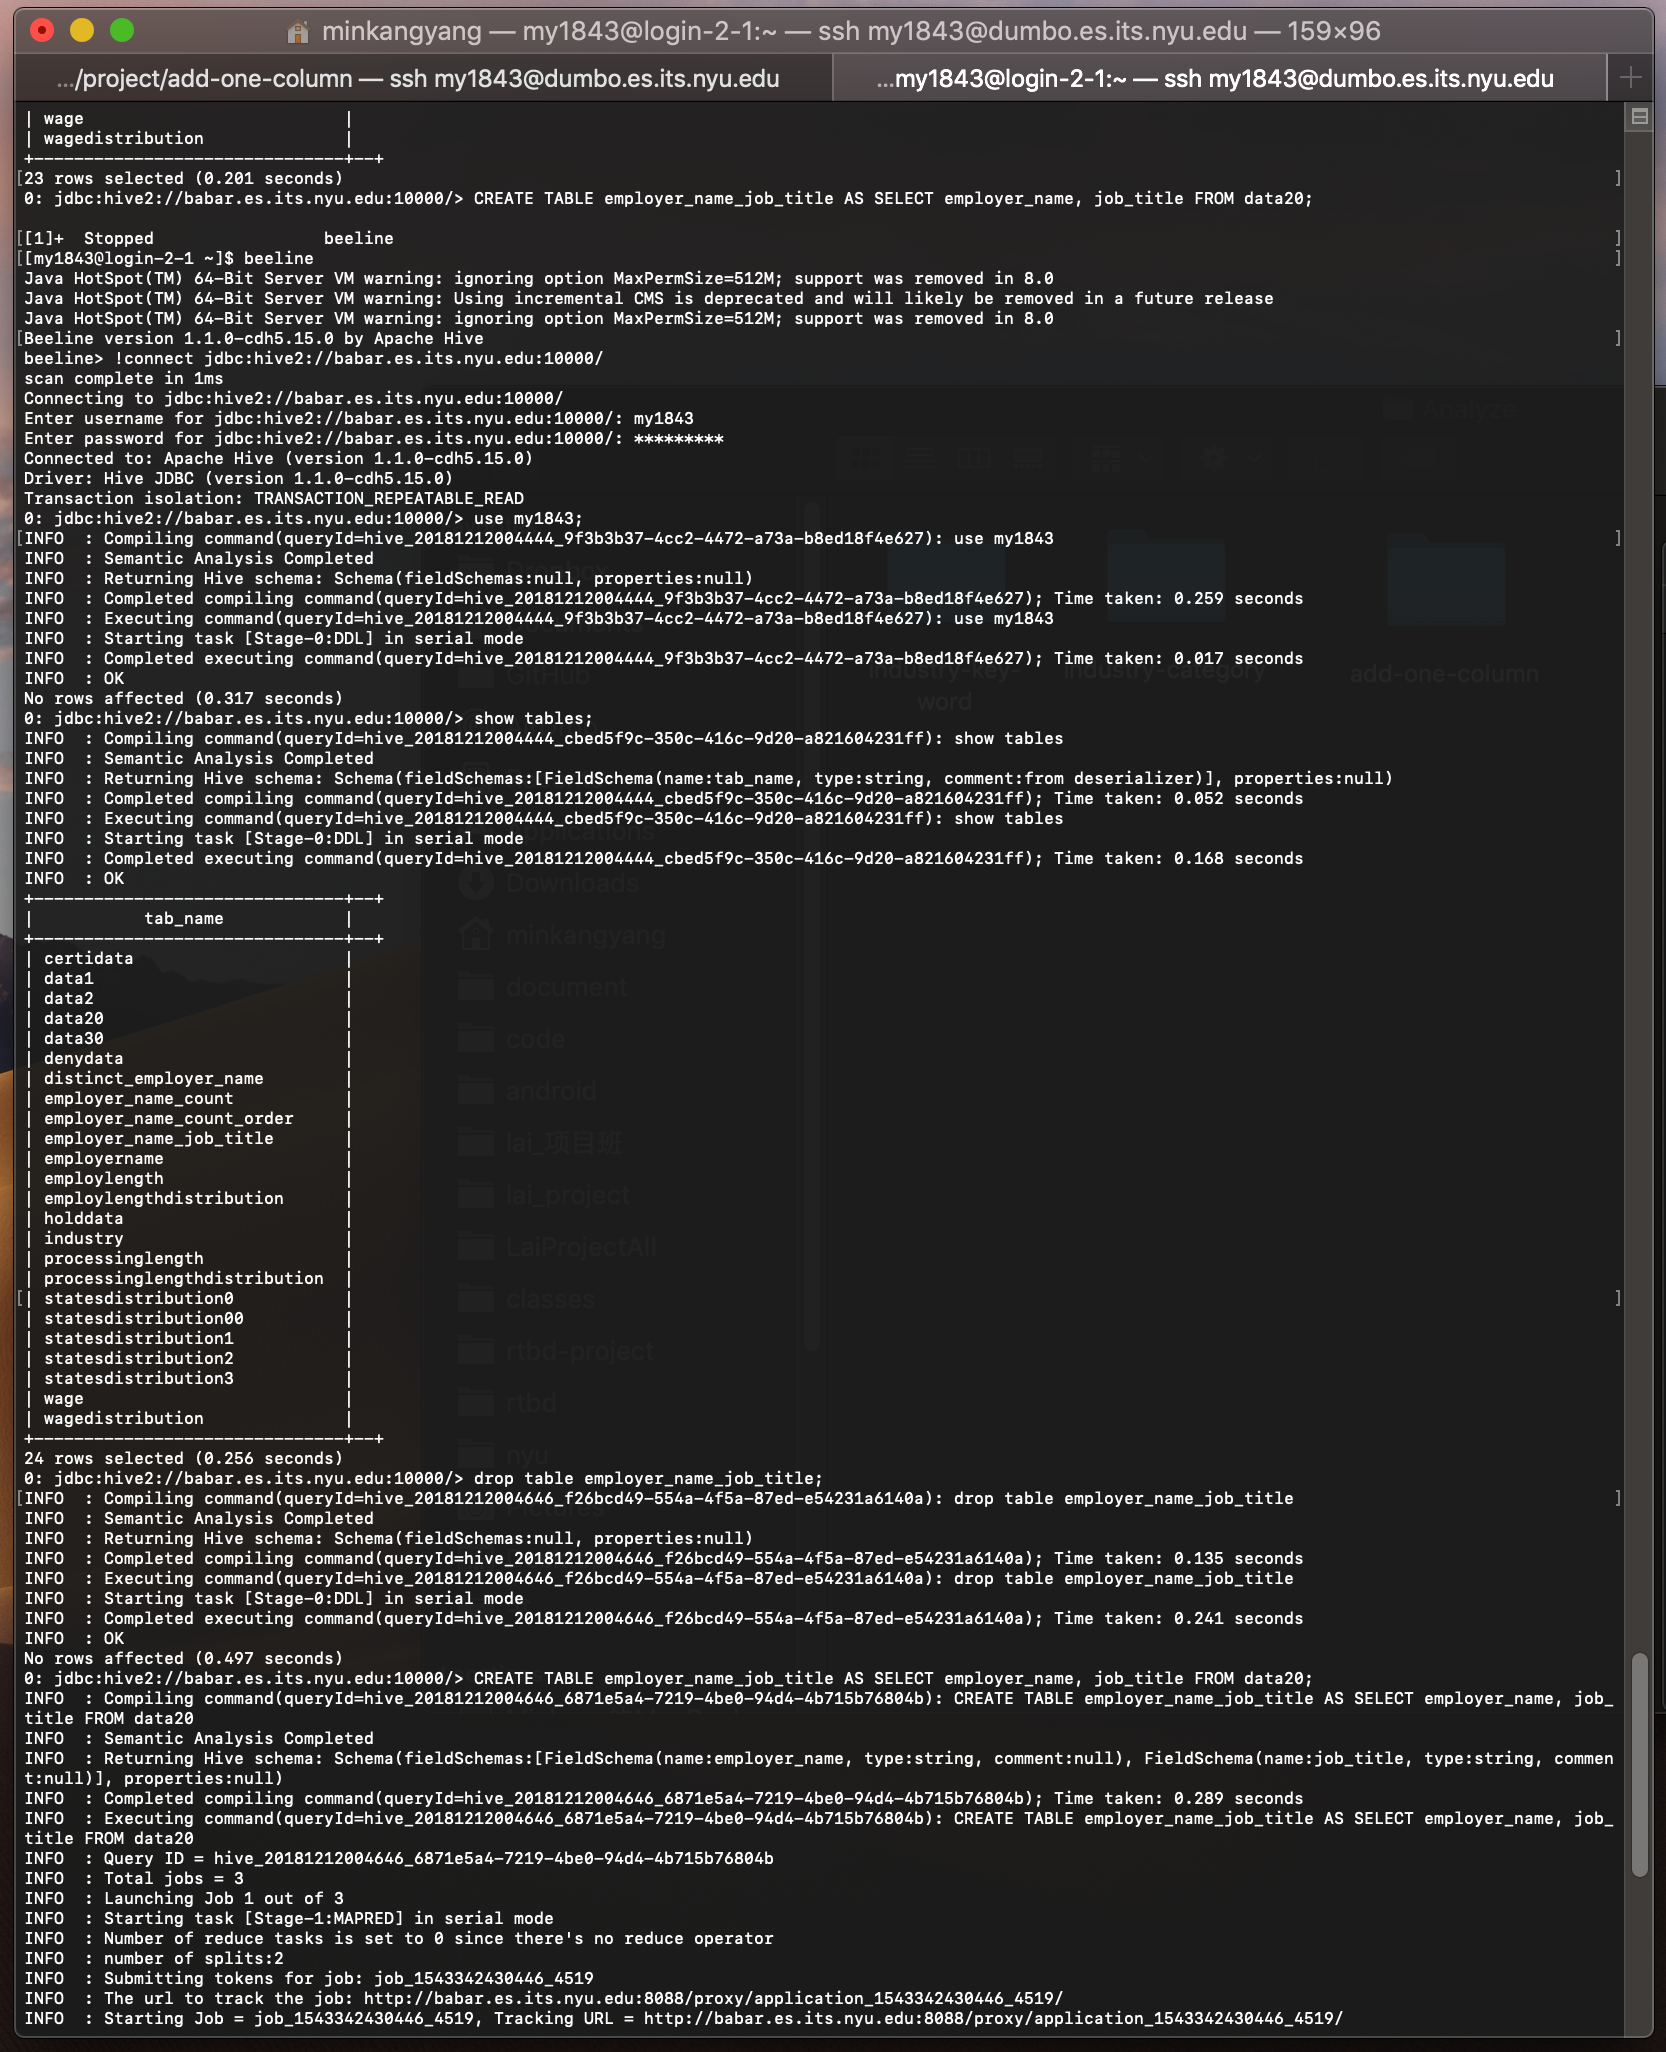 minkangyang — my1843@login-2-1:~ — ssh my1843@dumbo.es.its.nyu.edu — 159×96
.../project/add-one-column — ssh my1843@dumbo.es.its.nyu.edu
...my1843@login-2-1:~ — ssh my1843@dumbo.es.its.nyu.edu
| wage                          |
| wagedistribution              |
+-------------------------------+--+
[23 rows selected (0.201 seconds) ]
0: jdbc:hive2://babar.es.its.nyu.edu:10000/> CREATE TABLE employer_name_job_title AS SELECT employer_name, job_title FROM data20;
[[1]+  Stopped                 beeline ]
[[my1843@login-2-1 ~]$ beeline ]
Java HotSpot(TM) 64-Bit Server VM warning: ignoring option MaxPermSize=512M; support was removed in 8.0
Java HotSpot(TM) 64-Bit Server VM warning: Using incremental CMS is deprecated and will likely be removed in a future release
Java HotSpot(TM) 64-Bit Server VM warning: ignoring option MaxPermSize=512M; support was removed in 8.0
[Beeline version 1.1.0-cdh5.15.0 by Apache Hive ]
beeline> !connect jdbc:hive2://babar.es.its.nyu.edu:10000/
scan complete in 1ms
Connecting to jdbc:hive2://babar.es.its.nyu.edu:10000/
Enter username for jdbc:hive2://babar.es.its.nyu.edu:10000/: my1843
Enter password for jdbc:hive2://babar.es.its.nyu.edu:10000/: *********
Connected to: Apache Hive (version 1.1.0-cdh5.15.0)
Driver: Hive JDBC (version 1.1.0-cdh5.15.0)
Transaction isolation: TRANSACTION_REPEATABLE_READ
0: jdbc:hive2://babar.es.its.nyu.edu:10000/> use my1843;
[INFO  : Compiling command(queryId=hive_20181212004444_9f3b3b37-4cc2-4472-a73a-b8ed18f4e627): use my1843 ]
INFO  : Semantic Analysis Completed
INFO  : Returning Hive schema: Schema(fieldSchemas:null, properties:null)
INFO  : Completed compiling command(queryId=hive_20181212004444_9f3b3b37-4cc2-4472-a73a-b8ed18f4e627); Time taken: 0.259 seconds
INFO  : Executing command(queryId=hive_20181212004444_9f3b3b37-4cc2-4472-a73a-b8ed18f4e627): use my1843
INFO  : Starting task [Stage-0:DDL] in serial mode
INFO  : Completed executing command(queryId=hive_20181212004444_9f3b3b37-4cc2-4472-a73a-b8ed18f4e627); Time taken: 0.017 seconds
INFO  : OK
No rows affected (0.317 seconds)
0: jdbc:hive2://babar.es.its.nyu.edu:10000/> show tables;
INFO  : Compiling command(queryId=hive_20181212004444_cbed5f9c-350c-416c-9d20-a821604231ff): show tables
INFO  : Semantic Analysis Completed
INFO  : Returning Hive schema: Schema(fieldSchemas:[FieldSchema(name:tab_name, type:string, comment:from deserializer)], properties:null)
INFO  : Completed compiling command(queryId=hive_20181212004444_cbed5f9c-350c-416c-9d20-a821604231ff); Time taken: 0.052 seconds
INFO  : Executing command(queryId=hive_20181212004444_cbed5f9c-350c-416c-9d20-a821604231ff): show tables
INFO  : Starting task [Stage-0:DDL] in serial mode
INFO  : Completed executing command(queryId=hive_20181212004444_cbed5f9c-350c-416c-9d20-a821604231ff); Time taken: 0.168 seconds
INFO  : OK
+-------------------------------+--+
|           tab_name            |
+-------------------------------+--+
| certidata                     |
| data1                         |
| data2                         |
| data20                        |
| data30                        |
| denydata                      |
| distinct_employer_name        |
| employer_name_count           |
| employer_name_count_order     |
| employer_name_job_title       |
| employername                  |
| employlength                  |
| employlengthdistribution      |
| holddata                      |
| industry                      |
| processinglength              |
| processinglengthdistribution  |
[| statesdistribution0           | ]
| statesdistribution00          |
| statesdistribution1           |
| statesdistribution2           |
| statesdistribution3           |
| wage                          |
| wagedistribution              |
+-------------------------------+--+
24 rows selected (0.256 seconds)
0: jdbc:hive2://babar.es.its.nyu.edu:10000/> drop table employer_name_job_title;
[INFO  : Compiling command(queryId=hive_20181212004646_f26bcd49-554a-4f5a-87ed-e54231a6140a): drop table employer_name_job_title ]
INFO  : Semantic Analysis Completed
INFO  : Returning Hive schema: Schema(fieldSchemas:null, properties:null)
INFO  : Completed compiling command(queryId=hive_20181212004646_f26bcd49-554a-4f5a-87ed-e54231a6140a); Time taken: 0.135 seconds
INFO  : Executing command(queryId=hive_20181212004646_f26bcd49-554a-4f5a-87ed-e54231a6140a): drop table employer_name_job_title
INFO  : Starting task [Stage-0:DDL] in serial mode
INFO  : Completed executing command(queryId=hive_20181212004646_f26bcd49-554a-4f5a-87ed-e54231a6140a); Time taken: 0.241 seconds
INFO  : OK
No rows affected (0.497 seconds)
0: jdbc:hive2://babar.es.its.nyu.edu:10000/> CREATE TABLE employer_name_job_title AS SELECT employer_name, job_title FROM data20;
INFO  : Compiling command(queryId=hive_20181212004646_6871e5a4-7219-4be0-94d4-4b715b76804b): CREATE TABLE employer_name_job_title AS SELECT employer_name, job_
title FROM data20
INFO  : Semantic Analysis Completed
INFO  : Returning Hive schema: Schema(fieldSchemas:[FieldSchema(name:employer_name, type:string, comment:null), FieldSchema(name:job_title, type:string, commen
t:null)], properties:null)
INFO  : Completed compiling command(queryId=hive_20181212004646_6871e5a4-7219-4be0-94d4-4b715b76804b); Time taken: 0.289 seconds
INFO  : Executing command(queryId=hive_20181212004646_6871e5a4-7219-4be0-94d4-4b715b76804b): CREATE TABLE employer_name_job_title AS SELECT employer_name, job_
title FROM data20
INFO  : Query ID = hive_20181212004646_6871e5a4-7219-4be0-94d4-4b715b76804b
INFO  : Total jobs = 3
INFO  : Launching Job 1 out of 3
INFO  : Starting task [Stage-1:MAPRED] in serial mode
INFO  : Number of reduce tasks is set to 0 since there's no reduce operator
INFO  : number of splits:2
INFO  : Submitting tokens for job: job_1543342430446_4519
INFO  : The url to track the job: http://babar.es.its.nyu.edu:8088/proxy/application_1543342430446_4519/
INFO  : Starting Job = job_1543342430446_4519, Tracking URL = http://babar.es.its.nyu.edu:8088/proxy/application_1543342430446_4519/
Analyze
industry-key-
word
industry-category
add-one-column
Dropbox
GitHub
Downloads
minkangyang
document
code
android
lai_项目班
lai_project
LaiProjectAll
classes
rtbd-project
rtbd
nyu
Pictures